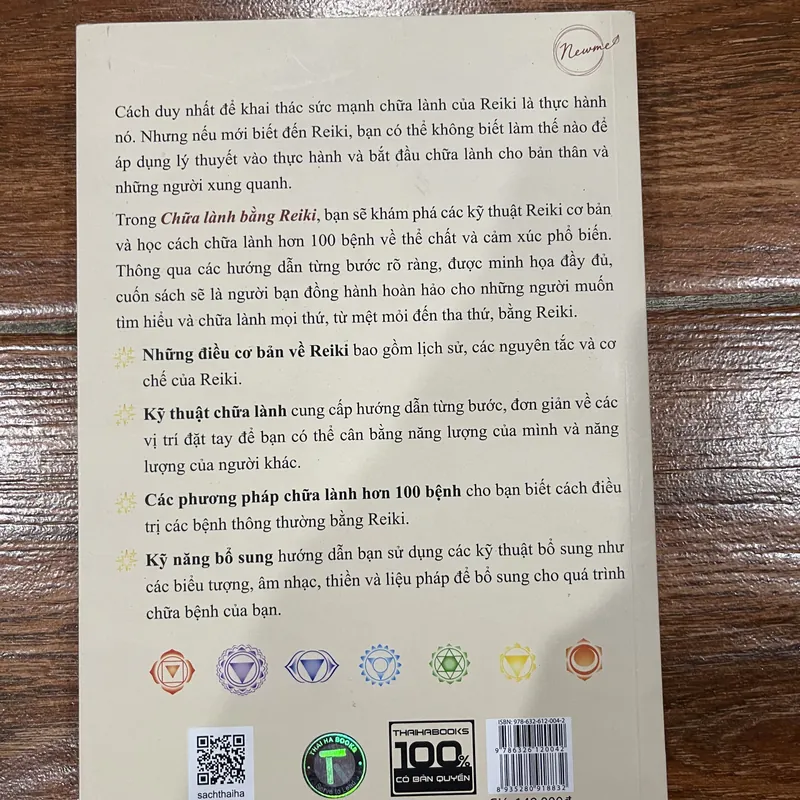 Newme
Cách duy nhất để khai thác sức mạnh chữa lành của Reiki là thực hành
nó. Nhưng nếu mới biết đến Reiki, bạn có thể không biết làm thế nào để
áp dụng lý thuyết vào thực hành và bắt đầu chữa lành cho bản thân và
những người xung quanh.
Trong Chữa lành bằng Reiki, bạn sẽ khám phá các kỹ thuật Reiki cơ bản
và học cách chữa lành hơn 100 bệnh về thể chất và cảm xúc phổ biến.
Thông qua các hướng dẫn từng bước rõ ràng, được minh họa đầy đủ,
cuốn sách sẽ là người bạn đồng hành hoàn hảo cho những người muốn
tìm hiểu và chữa lành mọi thứ, từ mệt mỏi đến tha thứ, bằng Reiki.
Những điều cơ bản về Reiki bao gồm lịch sử, các nguyên tắc và cơ
chế của Reiki.
Kỹ thuật chữa lành cung cấp hướng dẫn từng bước, đơn giản về các
vị trí đặt tay để bạn có thể cân bằng năng lượng của mình và năng
lượng của người khác.
Các phương pháp chữa lành hơn 100 bệnh cho bạn biết cách điều
trị các bệnh thông thường bằng Reiki.
Kỹ năng bổ sung hướng dẫn bạn sử dụng các kỹ thuật bổ sung như
các biểu tượng, âm nhạc, thiền và liệu pháp để bổ sung cho quá trình
chữa bệnh của bạn.
sachthaiha
THAI HA BOOKS
T
THAIHABOOKS
100%
CÓ BẢN QUYỀN
ISBN: 978-632-612-004-2
9 786326 120042
8 935280 918832